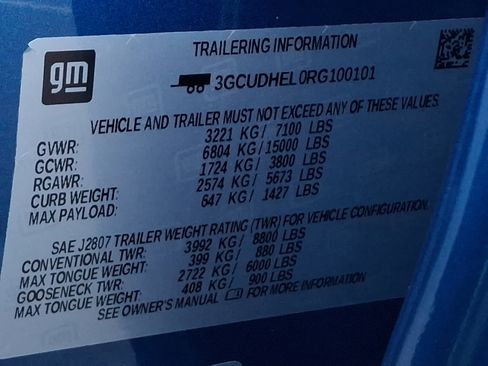 gm
TRAILERING INFORMATION
3GCUDHEL0RG100101
VEHICLE AND TRAILER MUST NOT EXCEED ANY OF THESE VALUES
GVWR: 3221 KG / 7100 LBS
GCWR: 6804 KG / 15000 LBS
RGAWR: 1724 KG / 3800 LBS
CURB WEIGHT: 2574 KG / 5673 LBS
MAX PAYLOAD: 647 KG / 1427 LBS
SAE J2807 TRAILER WEIGHT RATING (TWR) FOR VEHICLE CONFIGURATION.
CONVENTIONAL TWR: 3992 KG / 8800 LBS
MAX TONGUE WEIGHT: 399 KG / 880 LBS
GOOSENECK TWR: 2722 KG / 6000 LBS
MAX TONGUE WEIGHT: 408 KG / 900 LBS
SEE OWNER'S MANUAL FOR MORE INFORMATION